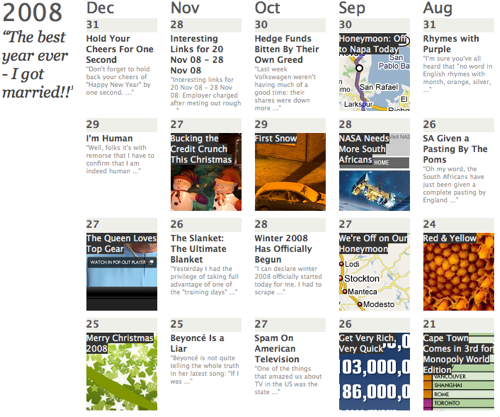 2008
"The best
year ever
- I got
married!!'
Dec
31
Hold Your
Cheers For One
Second
"Don't forget to hold
back your cheers of
"Happy New Year" by
one second, ..."
29
I'm Human
"Well, folks it's with
remorse that I have to
confirm that I am
indeed human ..."
27
The Queen Loves
Top Gear
WATCH IN POP-OUT PLAYER
25
Merry Christmas
2008
Nov
28
Interesting
Links for 20
Nov 08 – 28
Nov 08
"Interesting links for
20 Nov 08 – 28 Nov
08: Employer charged
after meting out rough
..."
27
Bucking the
Credit Crunch
This Christmas
26
The Slanket:
The Ultimate
Blanket
"Yesterday I had the
privilege of taking full
advantage of one of
the "training days" ..."
25
Beyoncé Is a
Liar
"Beyoncé is not quite
telling the whole truth
in her latest song: "If
I was ..."
Oct
30
Hedge Funds
Bitten By Their
Own Greed
"Last week
Volkswagen weren't
having much of a
good time: their
shares were down
more ..."
29
First Snow
28
Winter 2008
Has Officially
Begun
"I can declare winter
2008 officially started
today for me. I had to
scrape ..."
27
Spam On
American
Television
"One of the things
that amazed us about
TV in the US was the
state ..."
Sep
30
Honeymoon: Off
to Napa Today
San
Pablo Ba
San Rafael
Larkspur
28
NASA Needs
More South
Africans
HOME
27
We're Off on Our
Honeymoon
Lodi
Stockton
Manteca
Modesto
26
Get Very Rich,
Very Quick
03,000,0
86,000,
Aug
31
Rhymes with
Purple
"I'm sure you've all
heard that "no word in
English rhymes with
month, orange, silver,
..."
26
SA Given a
Pasting By The
Poms
"Oh my word, the
South Africans have
just been given a
complete pasting by
England ..."
24
Red & Yellow
21
Cape Town
Comes in 3rd for
Monopoly World
Edition
VANCOUVER
SHANGHAI
ROME
TORONTO